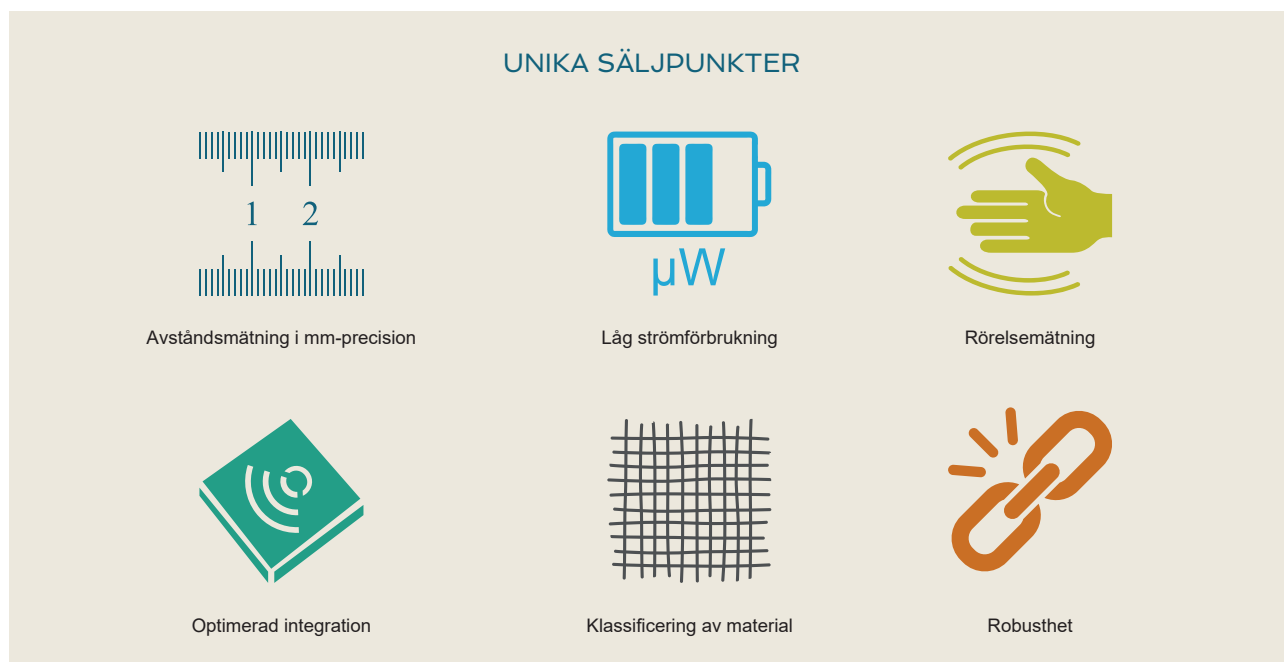 UNIKA SÄLJPUNKTER
1 2
µW
Avståndsmätning i mm-precision
Låg strömförbrukning
Rörelsemätning
Optimerad integration
Klassificering av material
Robusthet